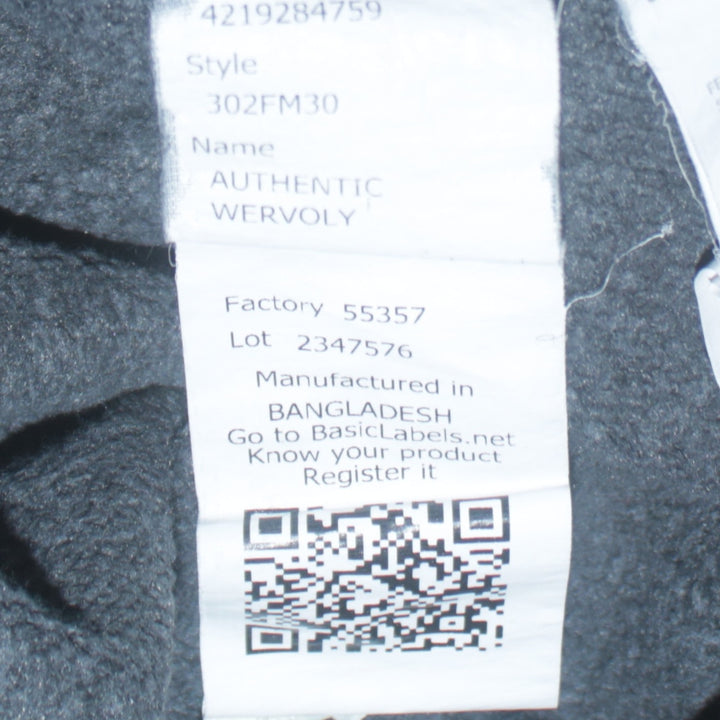 4219284759
Style
302FM30
Name
AUTHENTIC
WERVOLY
Factory 55357
Lot 2347576
Manufactured in
BANGLADESH
Go to BasicLabels.net
Know your product
Register it